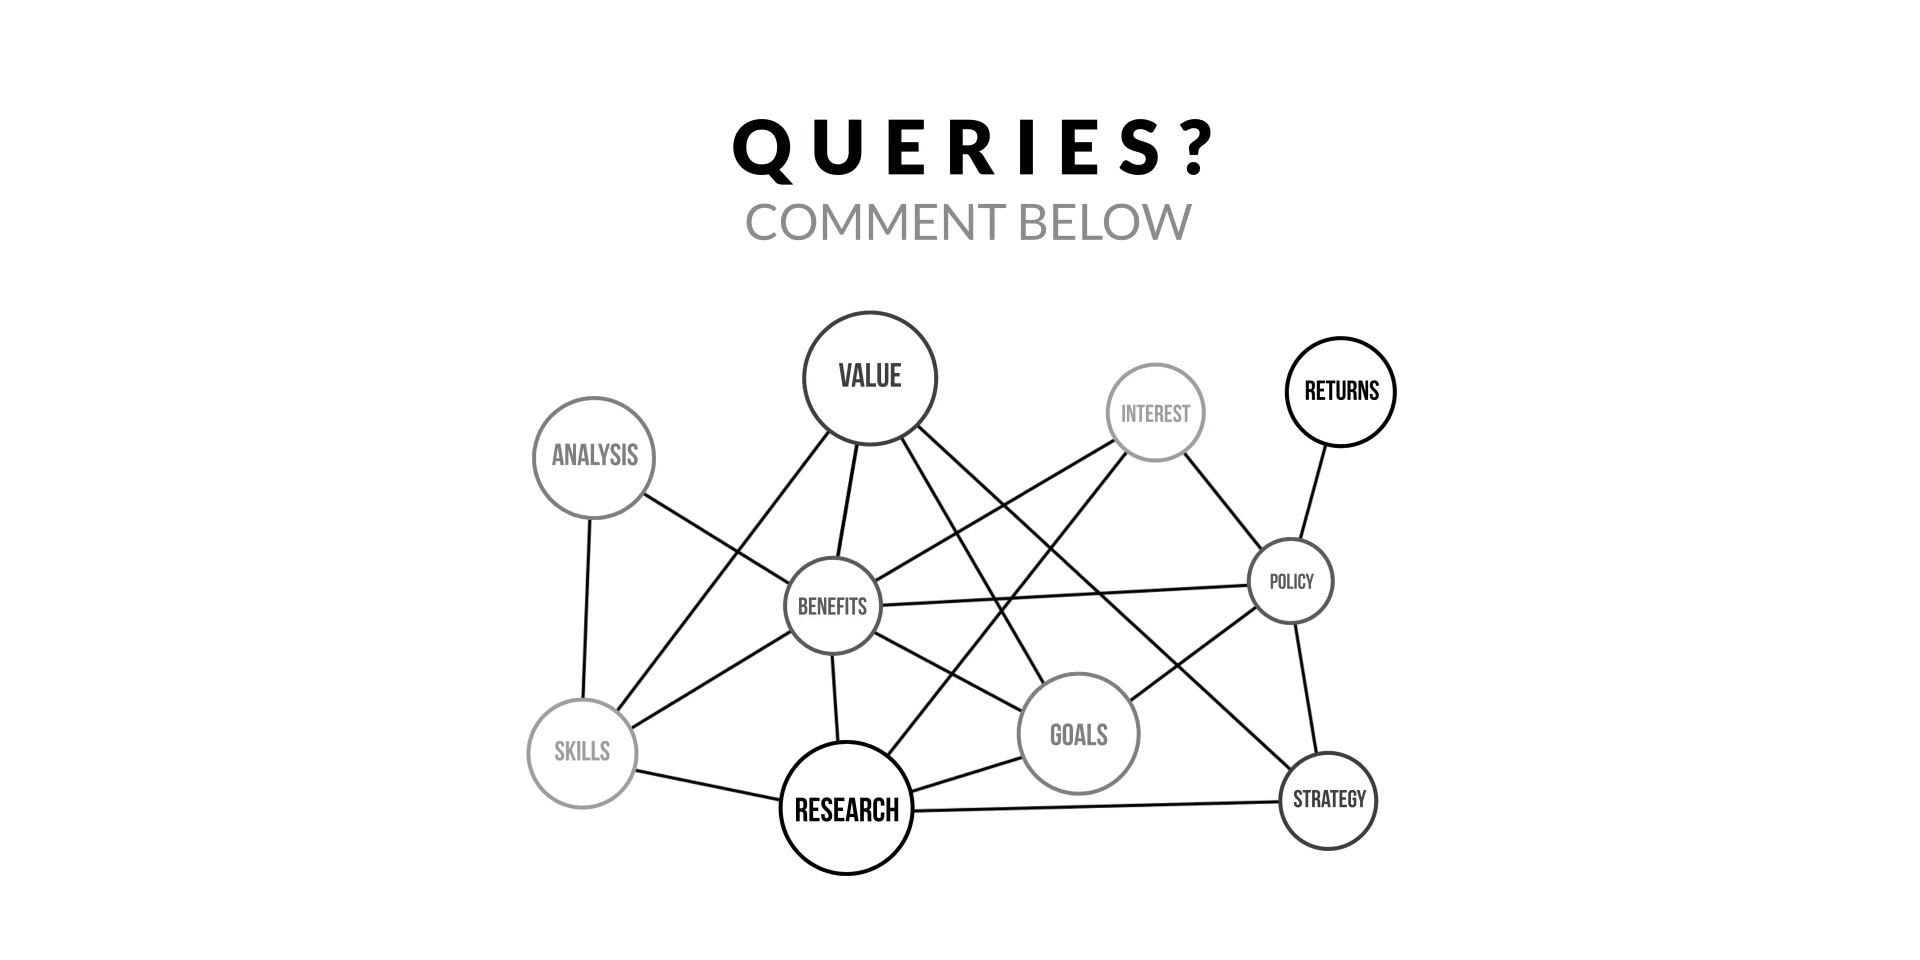 QUERIES?
COMMENT BELOW
VALUE
RETURNS
INTEREST
ANALYSIS
POLICY
BENEFITS
GOALS
SKILLS
STRATEGY
RESEARCH